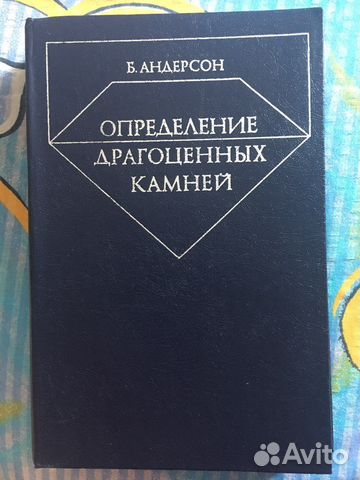 Б. АНДЕРСОН
ОПРЕДЕЛЕНИЕ
ДРАГОЦЕННЫХ
КАМНЕЙ
Avito